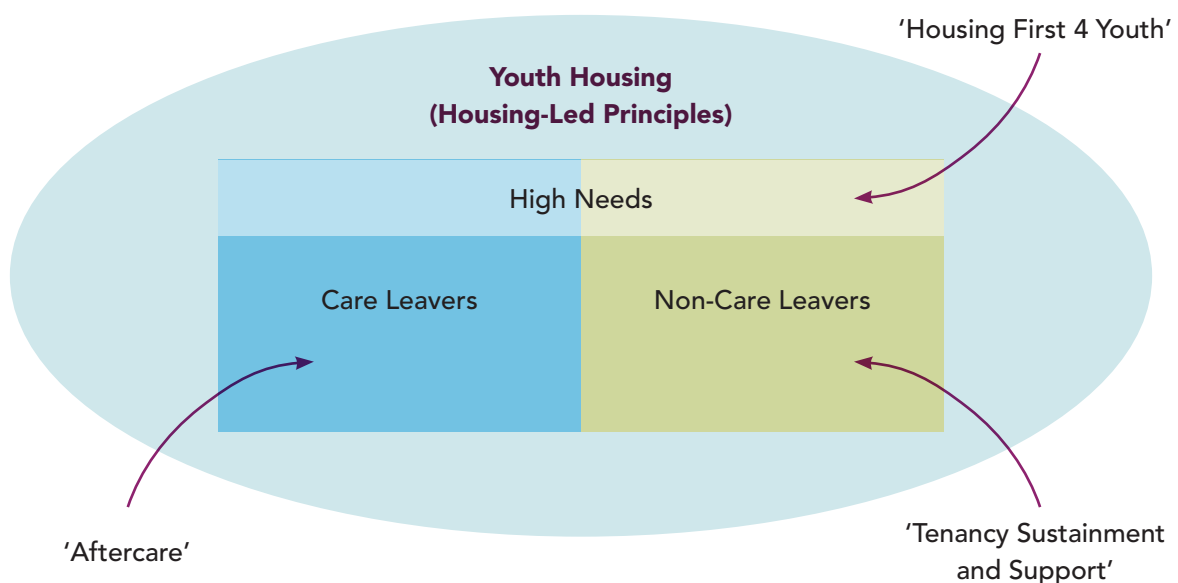 ‘Housing First 4 Youth’
Youth Housing
(Housing-Led Principles)
High Needs
Care Leavers
Non-Care Leavers
‘Aftercare’
‘Tenancy Sustainment
and Support’